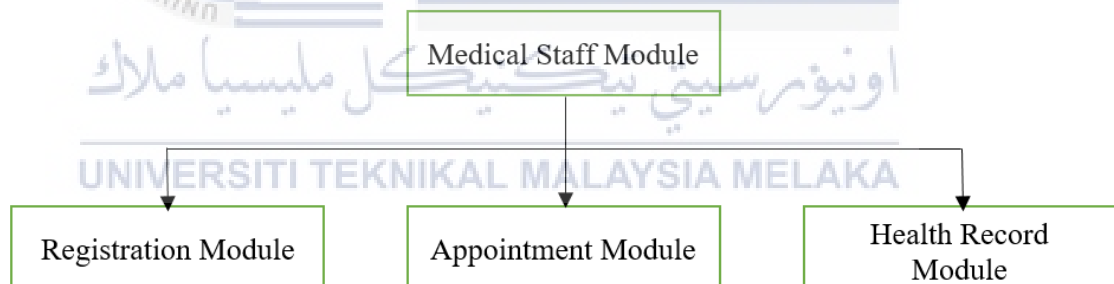 Medical Staff Module
اونيۏرسيتي تيكنيكل مليسيا ملاك
UNIVERSITI TEKNIKAL MALAYSIA MELAKA
Registration Module
Appointment Module
Health Record
Module